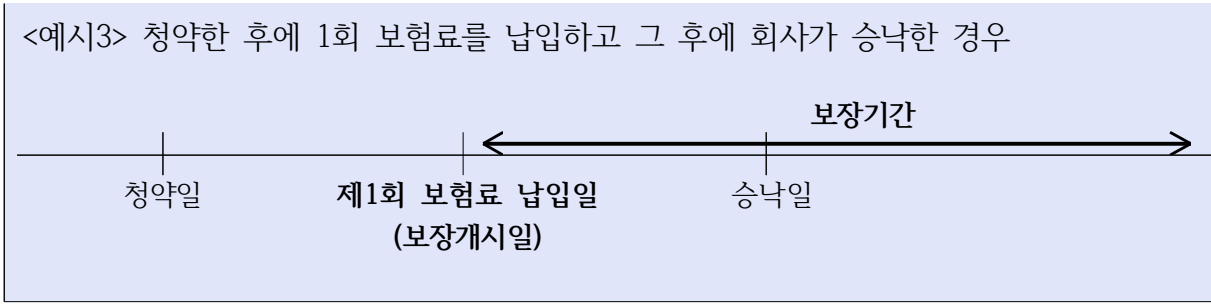 <예시3> 청약한 후에 1회 보험료를 납입하고 그 후에 회사가 승낙한 경우
보장기간
청약일 제1회 보험료 납입일 승낙일
(보장개시일)